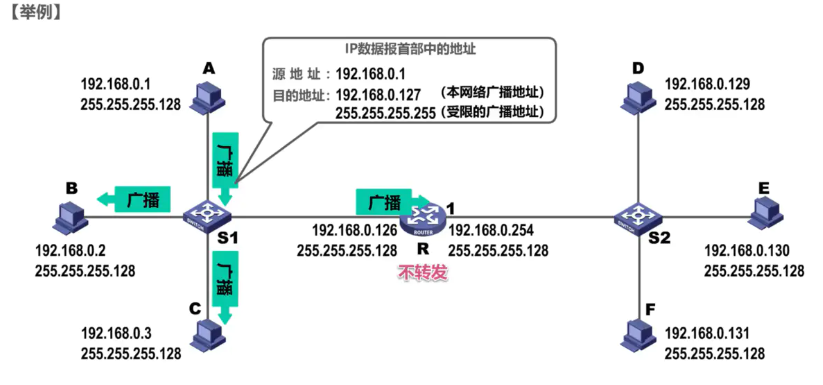 【举例】
IP数据报首部中的地址
源 地 址 : 192.168.0.1
目的地址: 192.168.0.127 (本网络广播地址)
255.255.255.255 (受限的广播地址)
A
192.168.0.1
255.255.255.128
D
192.168.0.129
255.255.255.128
广播
B
广播
192.168.0.2
255.255.255.128
S1
SWITCH
广播
1
192.168.0.126
255.255.255.128
ROUTER
R
不转发
192.168.0.254
255.255.255.128
SWITCH
S2
E
192.168.0.130
255.255.255.128
广播
C
192.168.0.3
255.255.255.128
F
192.168.0.131
255.255.255.128